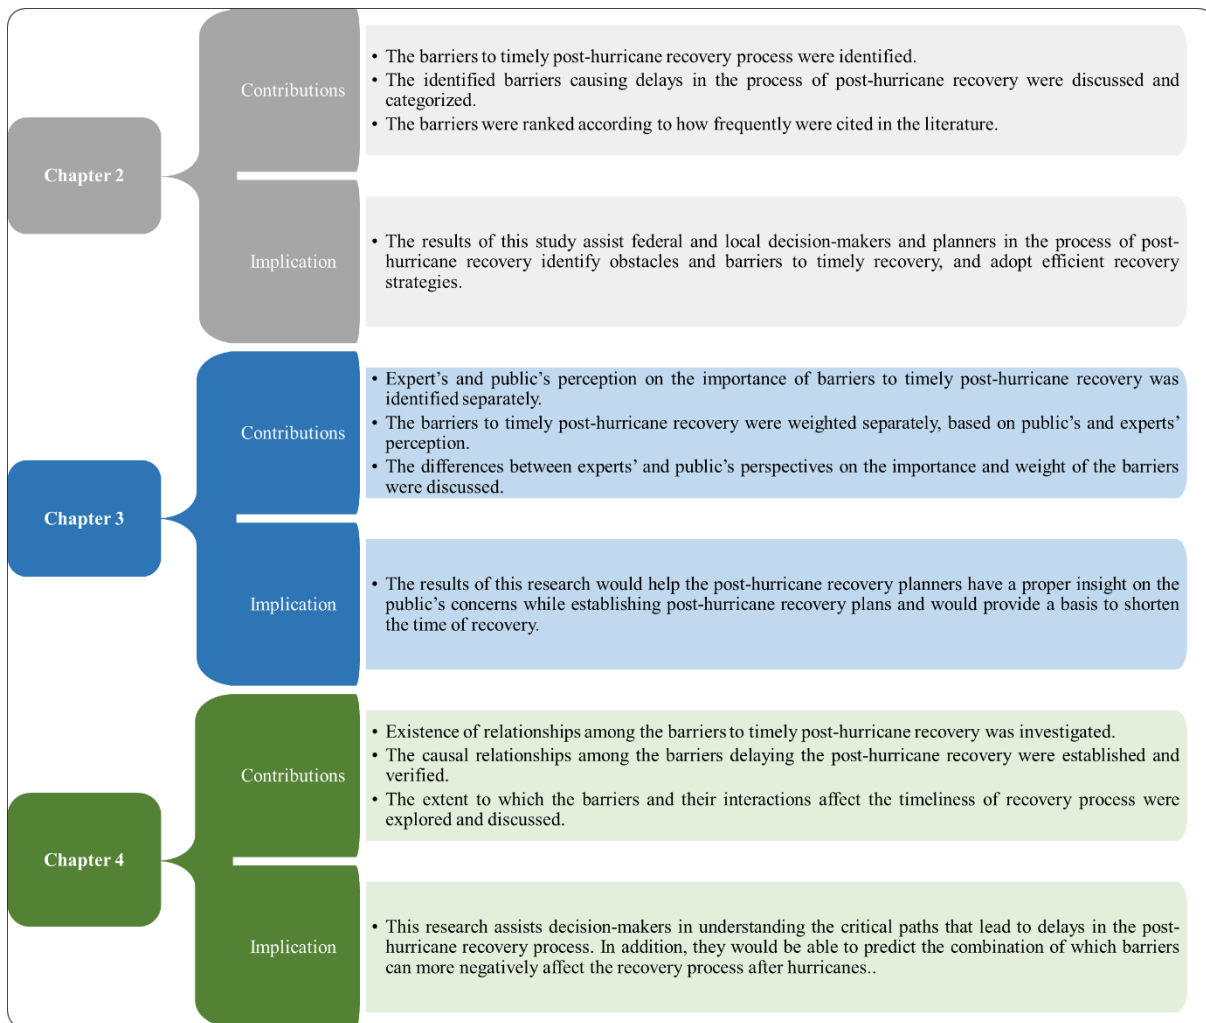 Chapter 2
Contributions
• The barriers to timely post-hurricane recovery process were identified.
• The identified barriers causing delays in the process of post-hurricane recovery were discussed and
categorized.
• The barriers were ranked according to how frequently were cited in the literature.
Implication
• The results of this study assist federal and local decision-makers and planners in the process of post-
hurricane recovery identify obstacles and barriers to timely recovery, and adopt efficient recovery
strategies.
Chapter 3
Contributions
• Expert’s and public’s perception on the importance of barriers to timely post-hurricane recovery was
identified separately.
• The barriers to timely post-hurricane recovery were weighted separately, based on public’s and experts’
perception.
• The differences between experts’ and public’s perspectives on the importance and weight of the barriers
were discussed.
Implication
• The results of this research would help the post-hurricane recovery planners have a proper insight on the
public’s concerns while establishing post-hurricane recovery plans and would provide a basis to shorten
the time of recovery.
Chapter 4
Contributions
• Existence of relationships among the barriers to timely post-hurricane recovery was investigated.
• The causal relationships among the barriers delaying the post-hurricane recovery were established and
verified.
• The extent to which the barriers and their interactions affect the timeliness of recovery process were
explored and discussed.
Implication
• This research assists decision-makers in understanding the critical paths that lead to delays in the post-
hurricane recovery process. In addition, they would be able to predict the combination of which barriers
can more negatively affect the recovery process after hurricanes..